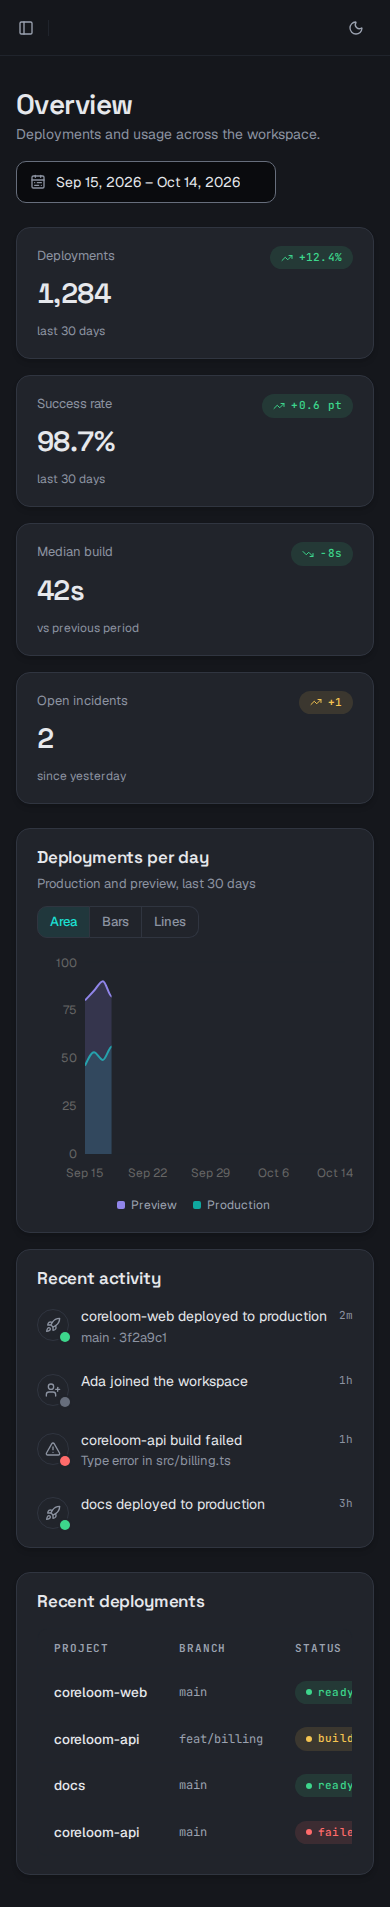 Overview
Deployments and usage across the workspace.
Sep 15, 2026 – Oct 14, 2026
Deployments
+12.4%
1,284
last 30 days
Success rate
+0.6 pt
98.7%
last 30 days
Median build
-8s
42s
vs previous period
Open incidents
+1
2
since yesterday
Deployments per day
Production and preview, last 30 days
Area Bars Lines
100
75
50
25
0
Sep 15 Sep 22 Sep 29 Oct 6 Oct 14
Preview Production
Recent activity
coreloom-web deployed to production 2m
main · 3f2a9c1
Ada joined the workspace 1h
coreloom-api build failed 1h
Type error in src/billing.ts
docs deployed to production 3h
Recent deployments
PROJECT BRANCH STATUS
coreloom-web main ready
coreloom-api feat/billing build
docs main ready
coreloom-api main faile